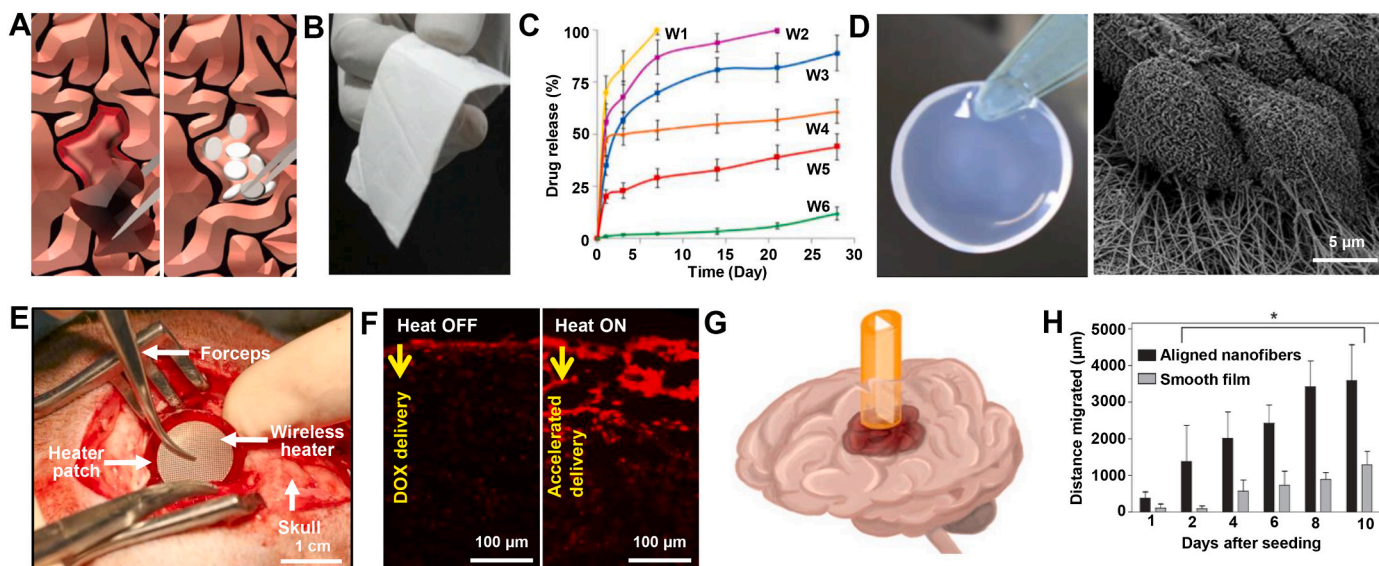 A
B
C
Drug release (%)
100
75
50
25
0
0
5
10
15
20
25
30
Time (Day)
W1
W2
W3
W4
W5
W6
D
5 μm
E
Forceps
Wireless
heater
Heater
patch
Skull
1 cm
F
Heat OFF
DOX delivery
100 μm
Heat ON
Accelerated
delivery
100 μm
G
H
Distance migrated (μm)
5000
4000
3000
2000
1000
0
*
Aligned nanofibers
Smooth film
1
2
4
6
8
10
Days after seeding